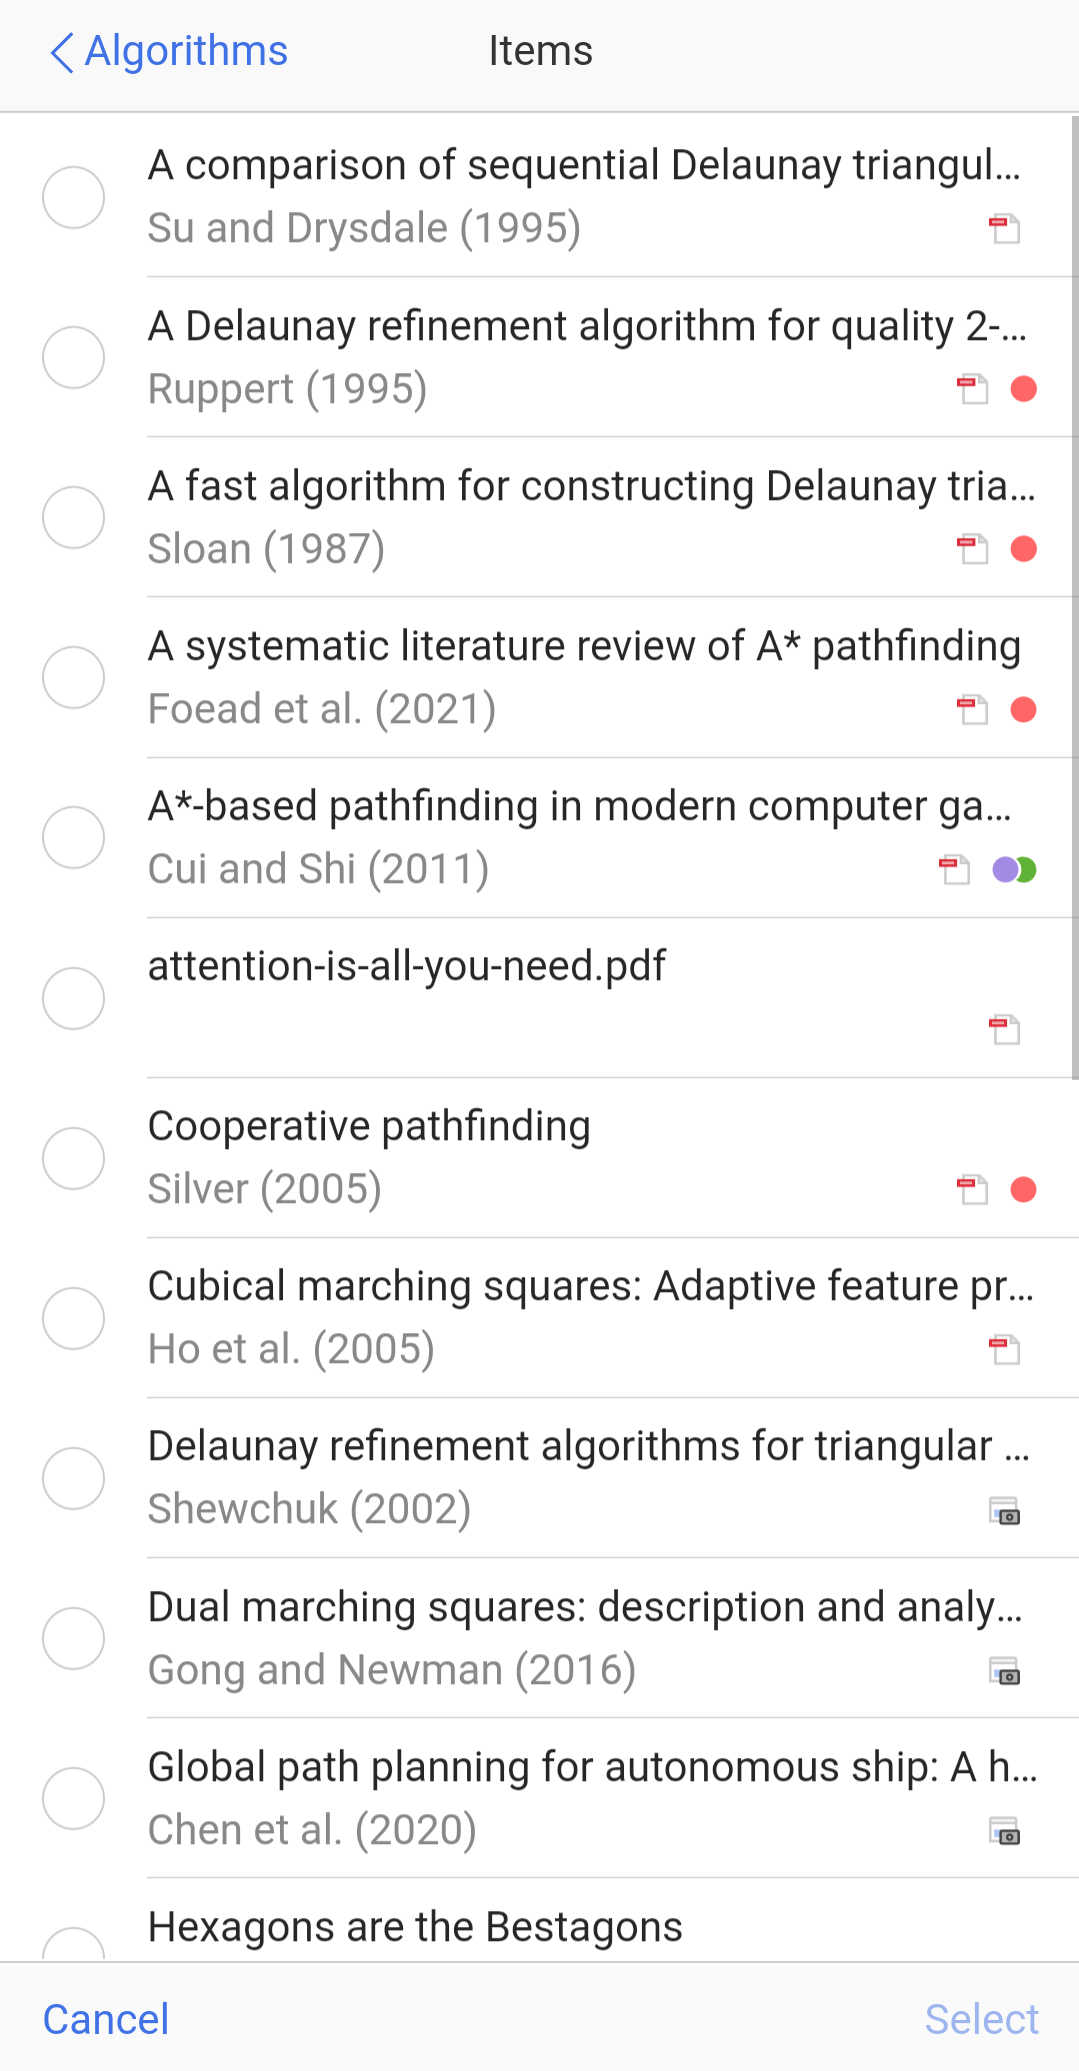 Algorithms
Items
A comparison of sequential Delaunay triangul...
Su and Drysdale (1995)
A Delaunay refinement algorithm for quality 2-...
Ruppert (1995)
A fast algorithm for constructing Delaunay tria...
Sloan (1987)
A systematic literature review of A* pathfinding
Foead et al. (2021)
A*-based pathfinding in modern computer ga...
Cui and Shi (2011)
attention-is-all-you-need.pdf
Cooperative pathfinding
Silver (2005)
Cubical marching squares: Adaptive feature pr...
Ho et al. (2005)
Delaunay refinement algorithms for triangular ...
Shewchuk (2002)
Dual marching squares: description and analy...
Gong and Newman (2016)
Global path planning for autonomous ship: A h...
Chen et al. (2020)
Hexagons are the Bestagons
Cancel
Select